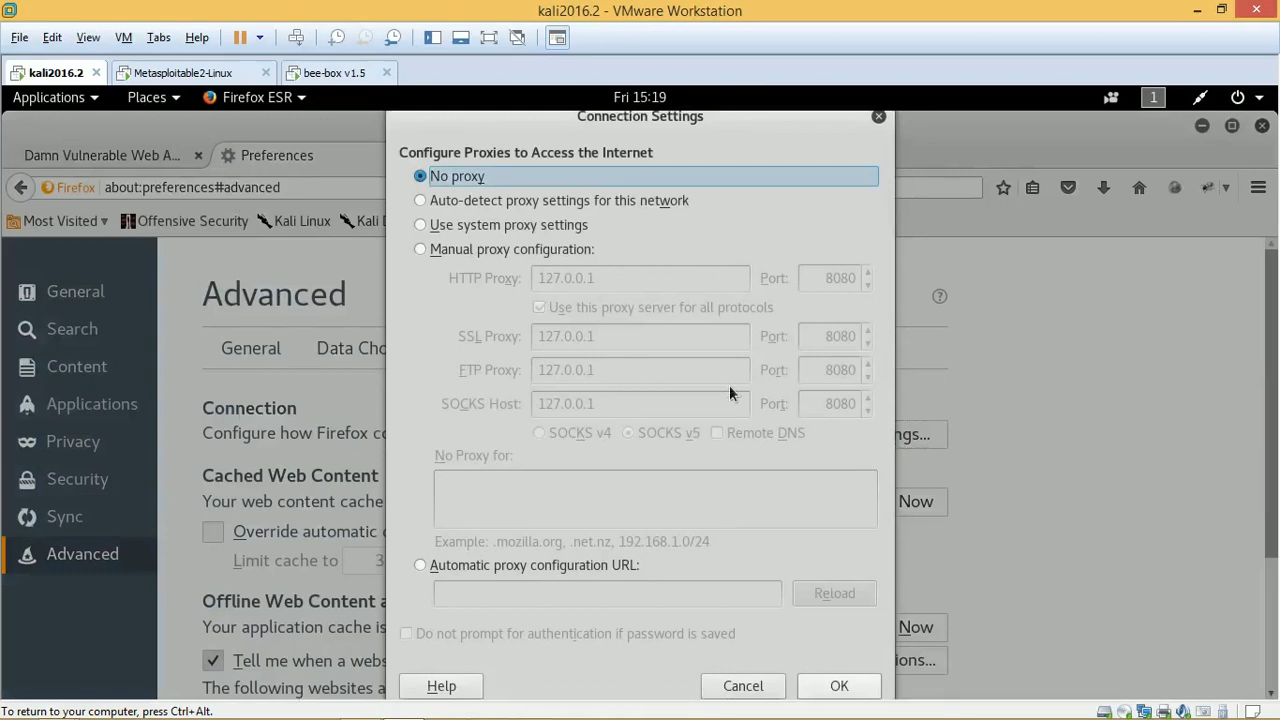 kali2016.2 - VMware Workstation
File Edit View VM Tabs Help
kali2016.2 Metasploitable2-Linux bee-box v1.5
Applications Places Firefox ESR Fri 15:19 1
Connection Settings
Damn Vulnerable Web A... Preferences
Firefox about:preferences#advanced
Most Visited Offensive Security Kali Linux Kali
General
Search
Content
Applications
Privacy
Security
Sync
Advanced
Advanced
General Data Cho
Connection
Configure how Firefox co ngs...
Cached Web Content
Your web content cache Now
Override automatic c
Limit cache to 3
Offline Web Content a
Your application cache is Now
Tell me when a webs ons...
The following websites a
Configure Proxies to Access the Internet
No proxy
Auto-detect proxy settings for this network
Use system proxy settings
Manual proxy configuration:
HTTP Proxy: 127.0.0.1 Port: 8080
Use this proxy server for all protocols
SSL Proxy: 127.0.0.1 Port: 8080
FTP Proxy: 127.0.0.1 Port: 8080
SOCKS Host: 127.0.0.1 Port: 8080
SOCKS v4 SOCKS v5 Remote DNS
No Proxy for:
Example: .mozilla.org, .net.nz, 192.168.1.0/24
Automatic proxy configuration URL:
Reload
Do not prompt for authentication if password is saved
Help Cancel OK
To return to your computer, press Ctrl+Alt.